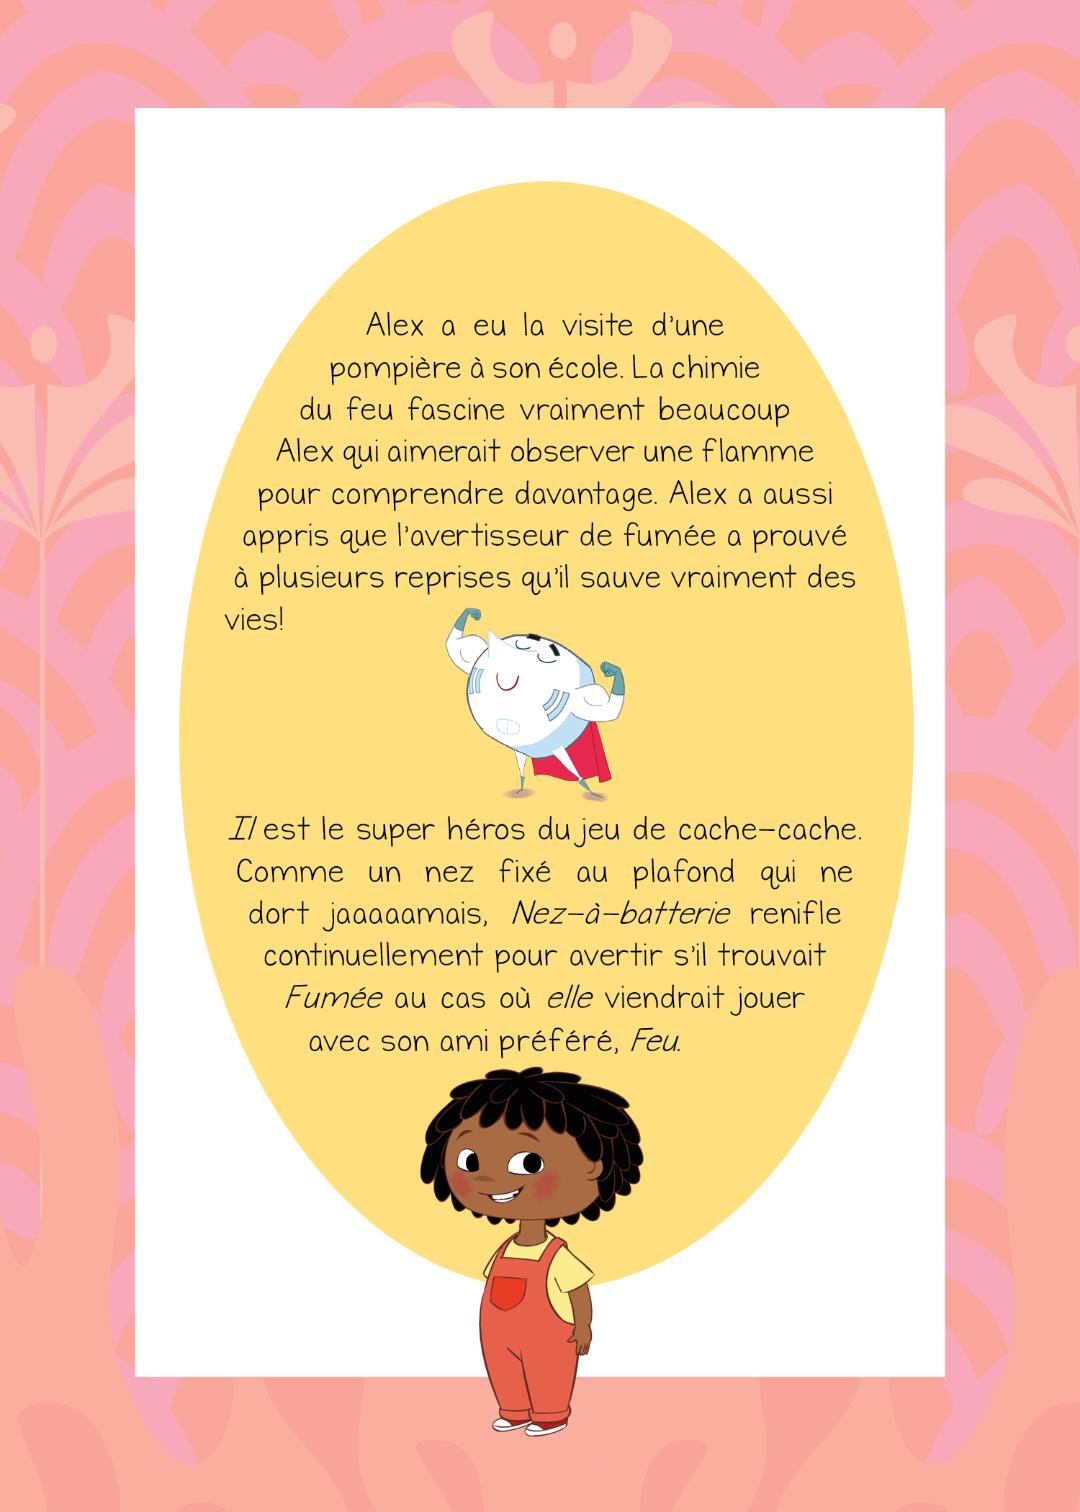 Alex a eu la visite d'une
pompière à son école. La chimie
du feu fascine vraiment beaucoup
Alex qui aimerait observer une flamme
pour comprendre davantage. Alex a aussi
appris que l'avertisseur de fumée a prouvé
à plusieurs reprises qu'il sauve vraiment des
vies!
Il est le super héros du jeu de cache-cache.
Comme un nez fixé au plafond qui ne
dort jaaaaamais, Nez-à-batterie renifle
continuellement pour avertir s'il trouvait
Fumée au cas où elle viendrait jouer
avec son ami préféré, Feu.